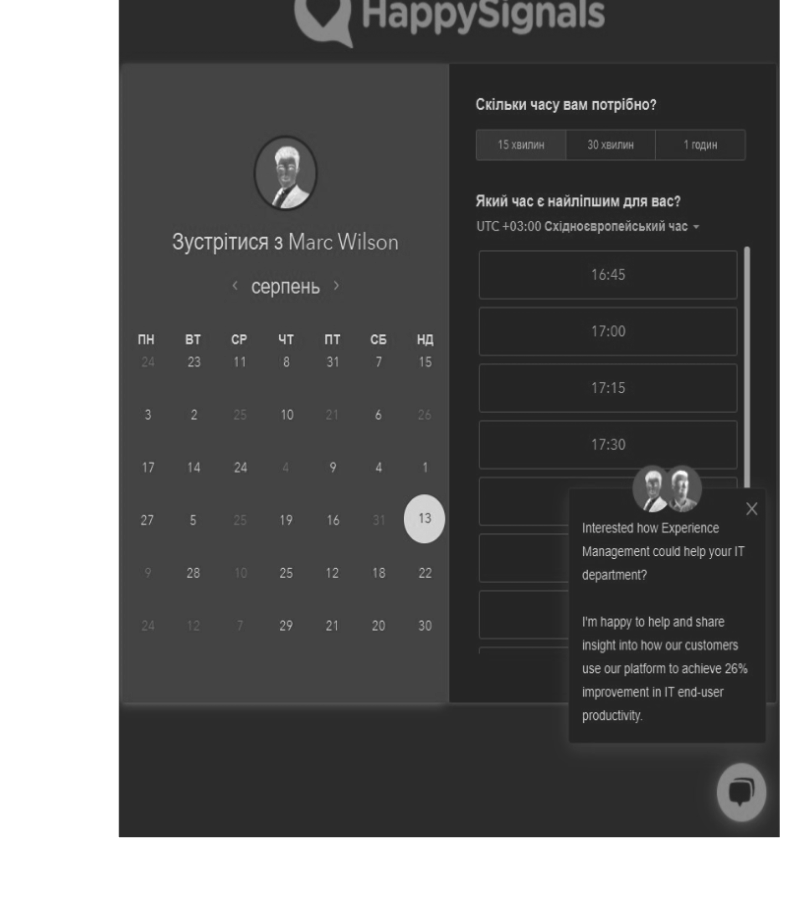 HappySignals
Зустрітися з Marc Wilson
‹ серпень ›
ПН ВТ СР ЧТ ПТ СБ НД
24 23 11 8 31 7 15
3 2 25 10 21 6 26
17 14 24 4 9 4 1
27 5 25 19 16 31 13
9 28 10 25 12 18 22
24 12 7 29 21 20 30
Скільки часу вам потрібно?
15 хвилин 30 хвилин 1 годин
Який час є найліпшим для вас?
UTC +03:00 Східноєвропейський час
16:45
17:00
17:15
17:30
Interested how Experience
Management could help your IT
department?
I'm happy to help and share
insight into how our customers
use our platform to achieve 26%
improvement in IT end-user
productivity.